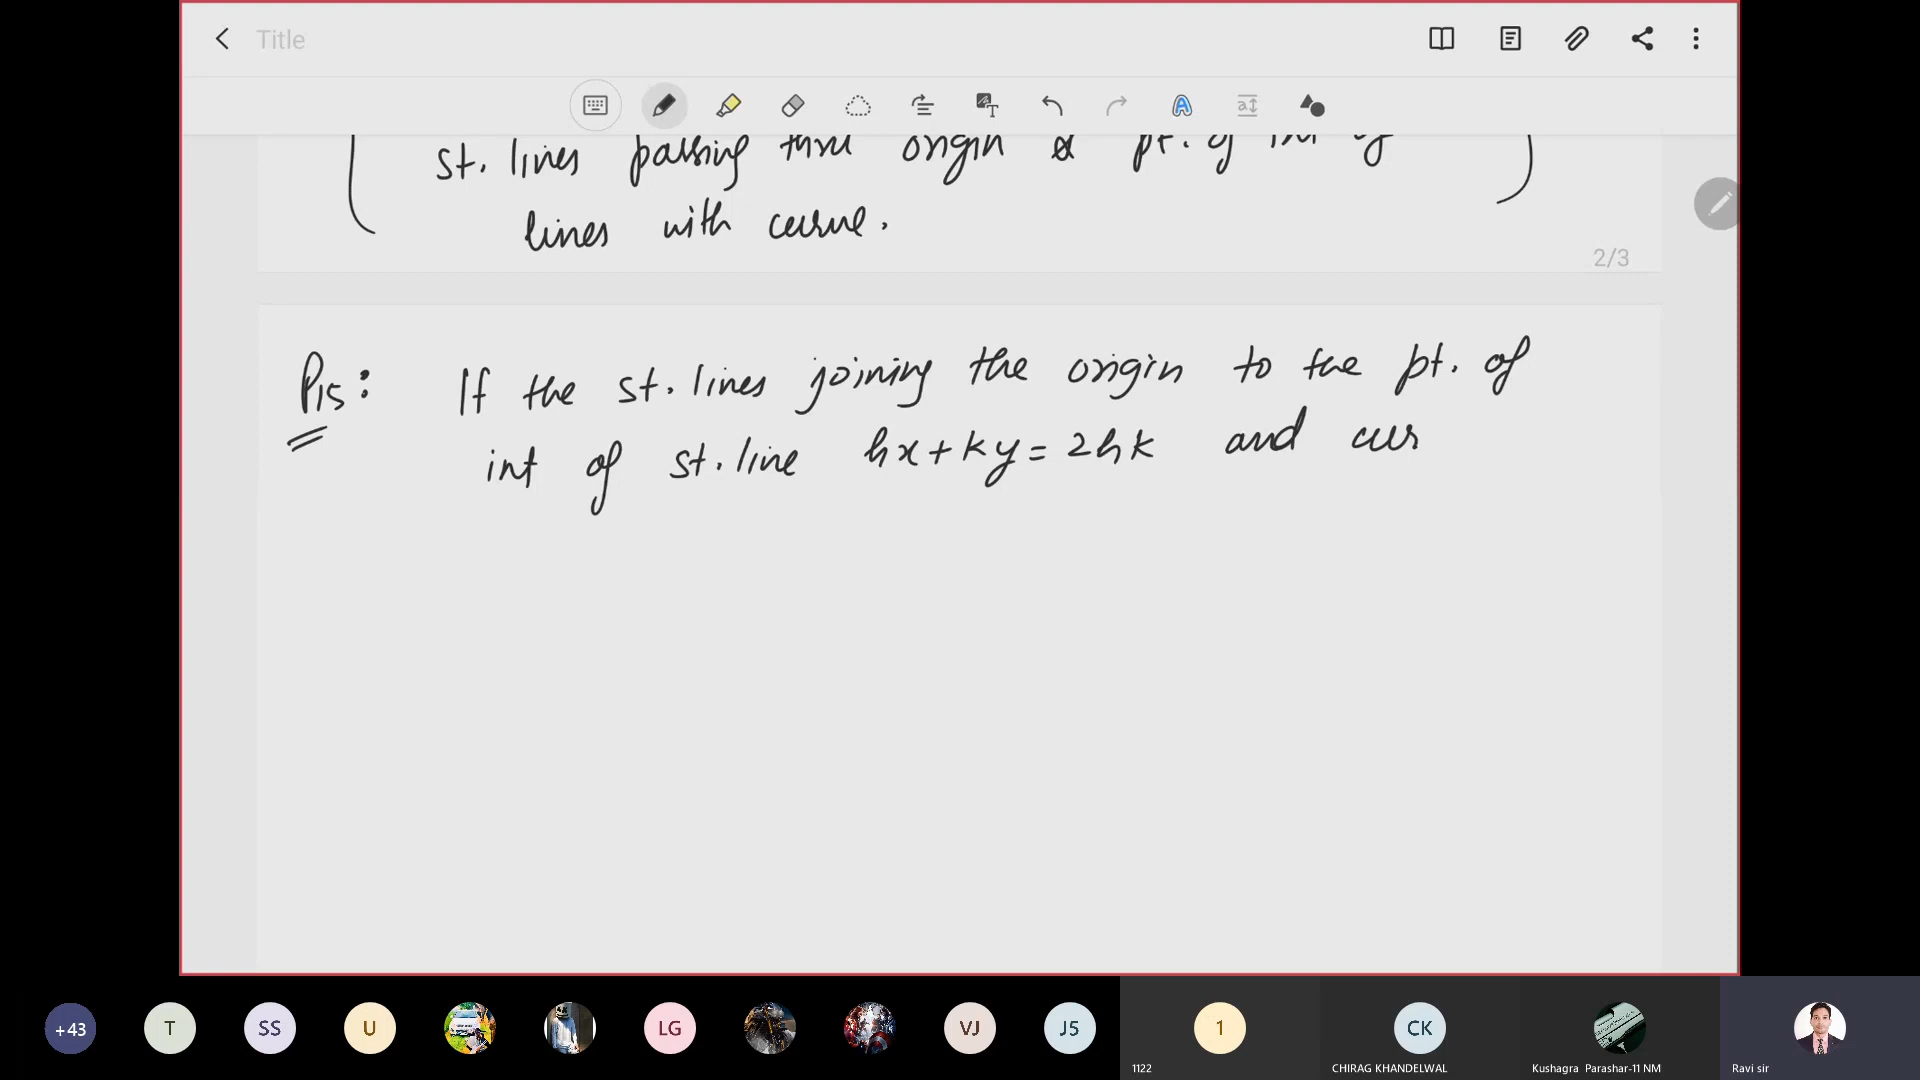 Title
st. lines passing thru origin & pt. of int of
lines with curve.
2/3
P15: If the st. lines joining the origin to the pt. of
int of st. line hx+ky=2hk and cur
+43
T
SS
U
LG
VJ
J5
1
1122
CK
CHIRAG KHANDELWAL
Kushagra Parashar-11 NM
Ravi sir